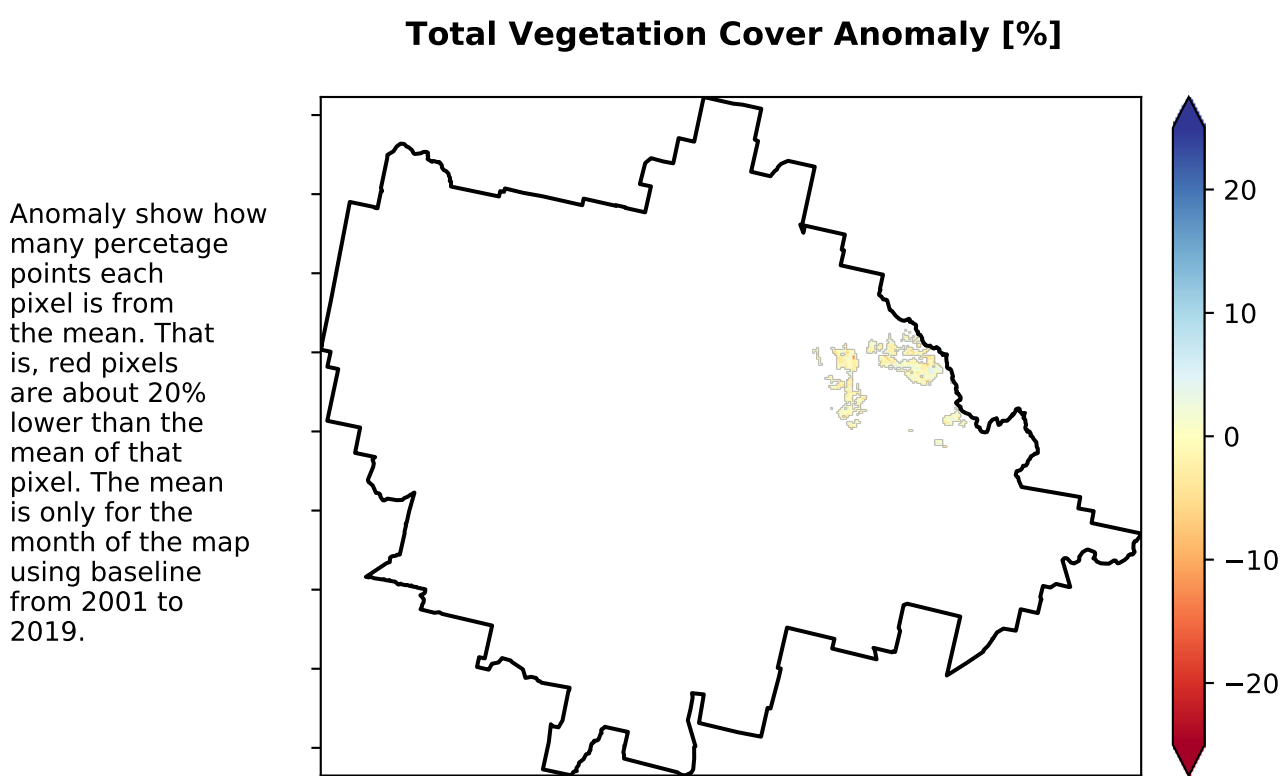 Total Vegetation Cover Anomaly [%]
Anomaly show how
many percetage
points each
pixel is from
the mean. That
is, red pixels
are about 20%
lower than the
mean of that
pixel. The mean
is only for the
month of the map
using baseline
from 2001 to
2019.
20
10
0
−10
−20